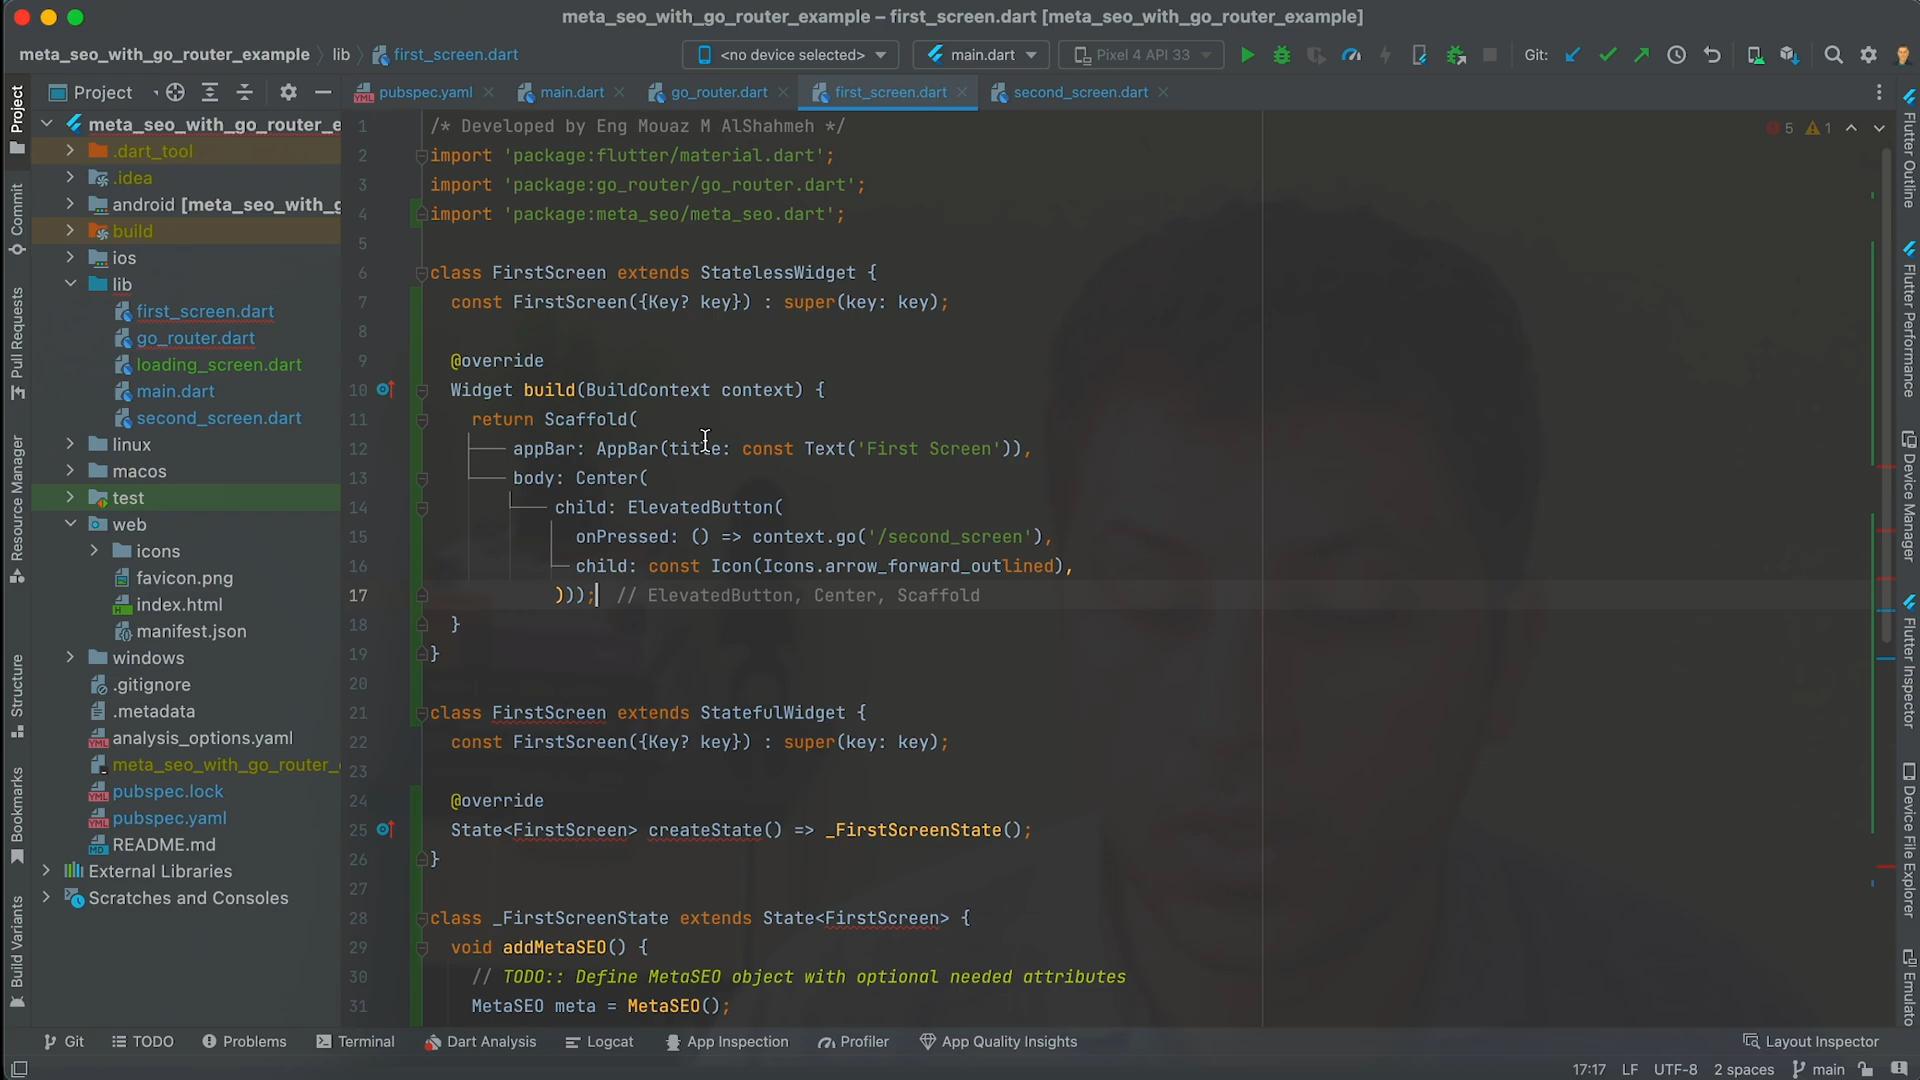 meta_seo_with_go_router_example – first_screen.dart [meta_seo_with_go_router_example]
meta_seo_with_go_router_example
lib
first_screen.dart
<no device selected>
main.dart
Pixel 4 API 33
Git:
Project
Project
pubspec.yaml
main.dart
go_router.dart
first_screen.dart
second_screen.dart
meta_seo_with_go_router_e
.dart_tool
.idea
android [meta_seo_with_g
build
ios
lib
first_screen.dart
go_router.dart
loading_screen.dart
main.dart
second_screen.dart
linux
macos
test
web
icons
favicon.png
index.html
manifest.json
windows
.gitignore
.metadata
analysis_options.yaml
meta_seo_with_go_router_
pubspec.lock
pubspec.yaml
README.md
External Libraries
Scratches and Consoles
Commit
Pull Requests
Resource Manager
Structure
Bookmarks
Build Variants
5 1
1 /* Developed by Eng Mouaz M AlShahmeh */
2 import 'package:flutter/material.dart';
3 import 'package:go_router/go_router.dart';
4 import 'package:meta_seo/meta_seo.dart';
5
6 class FirstScreen extends StatelessWidget {
7 const FirstScreen({Key? key}) : super(key: key);
8
9 @override
10 Widget build(BuildContext context) {
11 return Scaffold(
12 appBar: AppBar(title: const Text('First Screen')),
13 body: Center(
14 child: ElevatedButton(
15 onPressed: () => context.go('/second_screen'),
16 child: const Icon(Icons.arrow_forward_outlined),
17 ))); // ElevatedButton, Center, Scaffold
18 }
19 }
20
21 class FirstScreen extends StatefulWidget {
22 const FirstScreen({Key? key}) : super(key: key);
23
24 @override
25 State<FirstScreen> createState() => _FirstScreenState();
26 }
27
28 class _FirstScreenState extends State<FirstScreen> {
29 void addMetaSEO() {
30 // TODO:: Define MetaSEO object with optional needed attributes
31 MetaSEO meta = MetaSEO();
Flutter Outline
Flutter Performance
Device Manager
Flutter Inspector
Device File Explorer
Emulato
Git
TODO
Problems
Terminal
Dart Analysis
Logcat
App Inspection
Profiler
App Quality Insights
Layout Inspector
17:17 LF UTF-8 2 spaces main